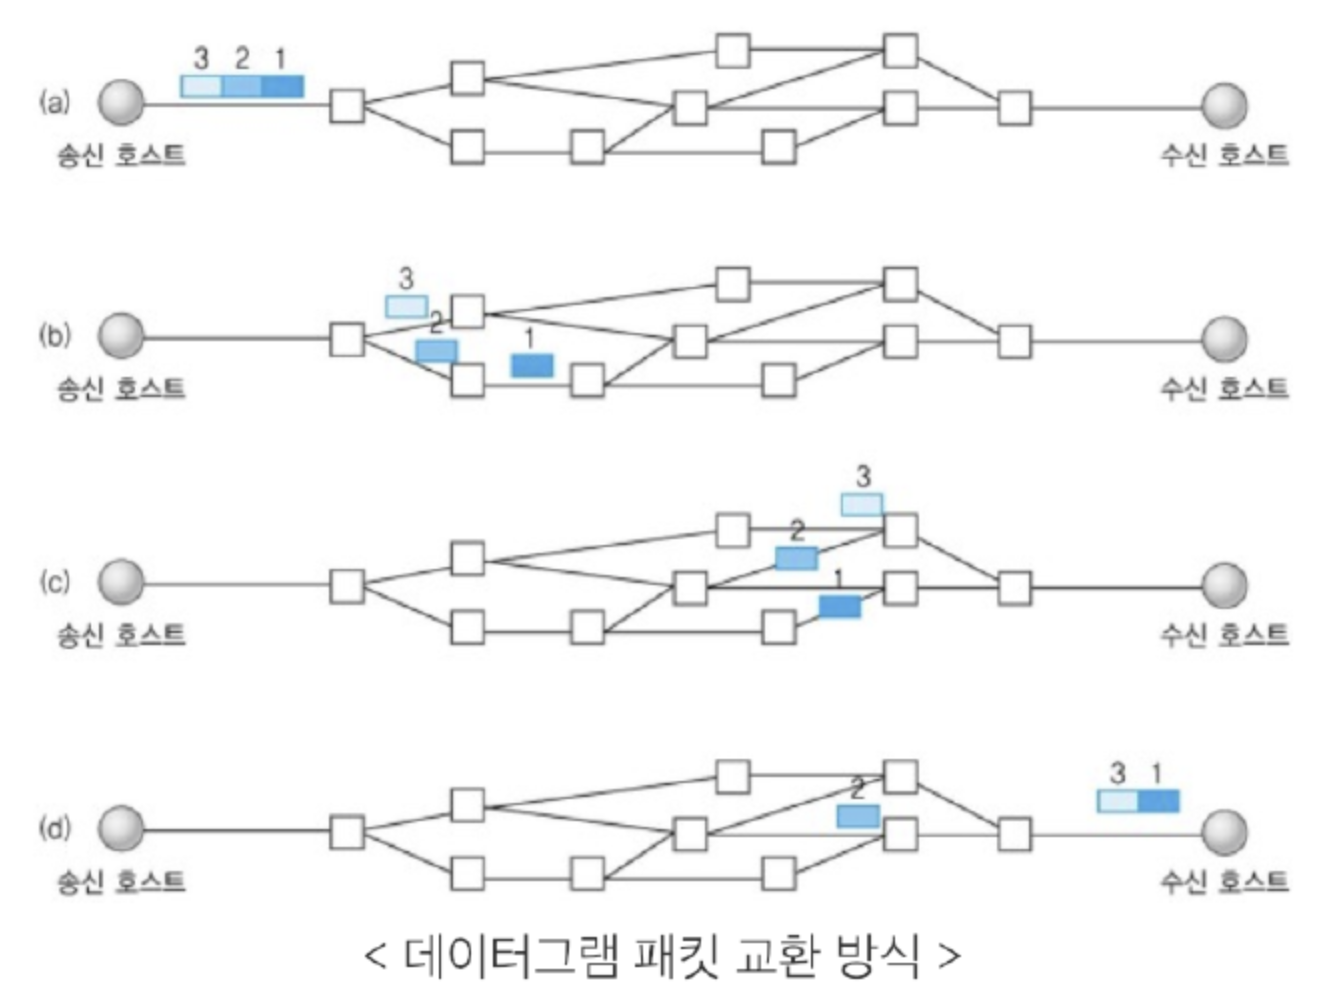 3 2 1
(a)
송신 호스트
수신 호스트
3
2
1
(b)
송신 호스트
수신 호스트
3
2
1
(c)
송신 호스트
수신 호스트
3 1
2
(d)
송신 호스트
수신 호스트
< 데이터그램 패킷 교환 방식 >